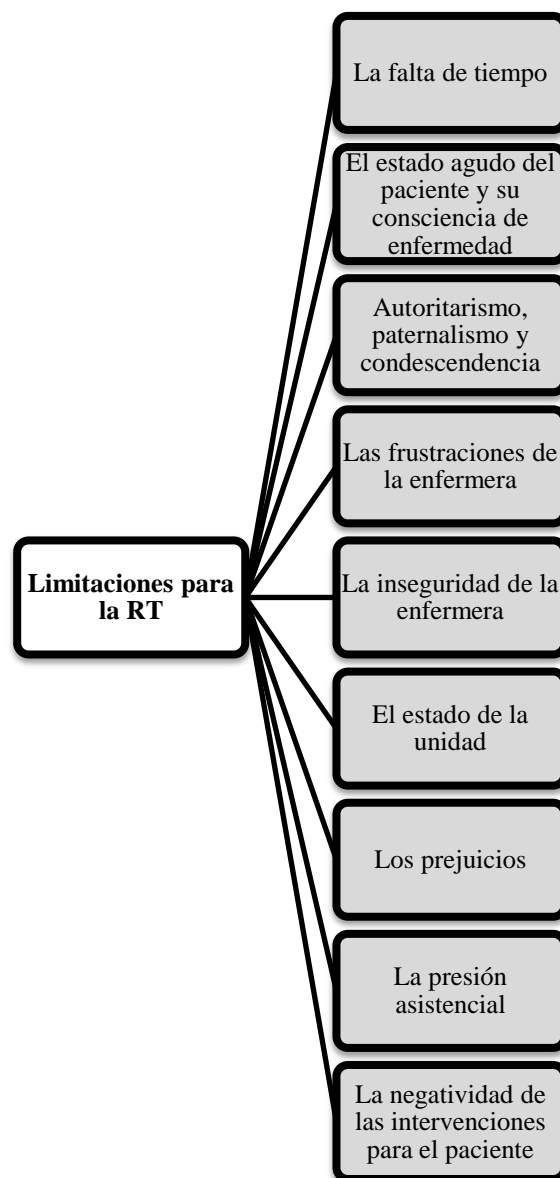 La falta de tiempo
El estado agudo del
paciente y su
consciencia de
enfermedad
Autoritarismo,
paternalismo y
condescendencia
Las frustraciones de
la enfermera
Limitaciones para
la RT
La inseguridad de la
enfermera
El estado de la
unidad
Los prejuicios
La presión
asistencial
La negatividad de
las intervenciones
para el paciente